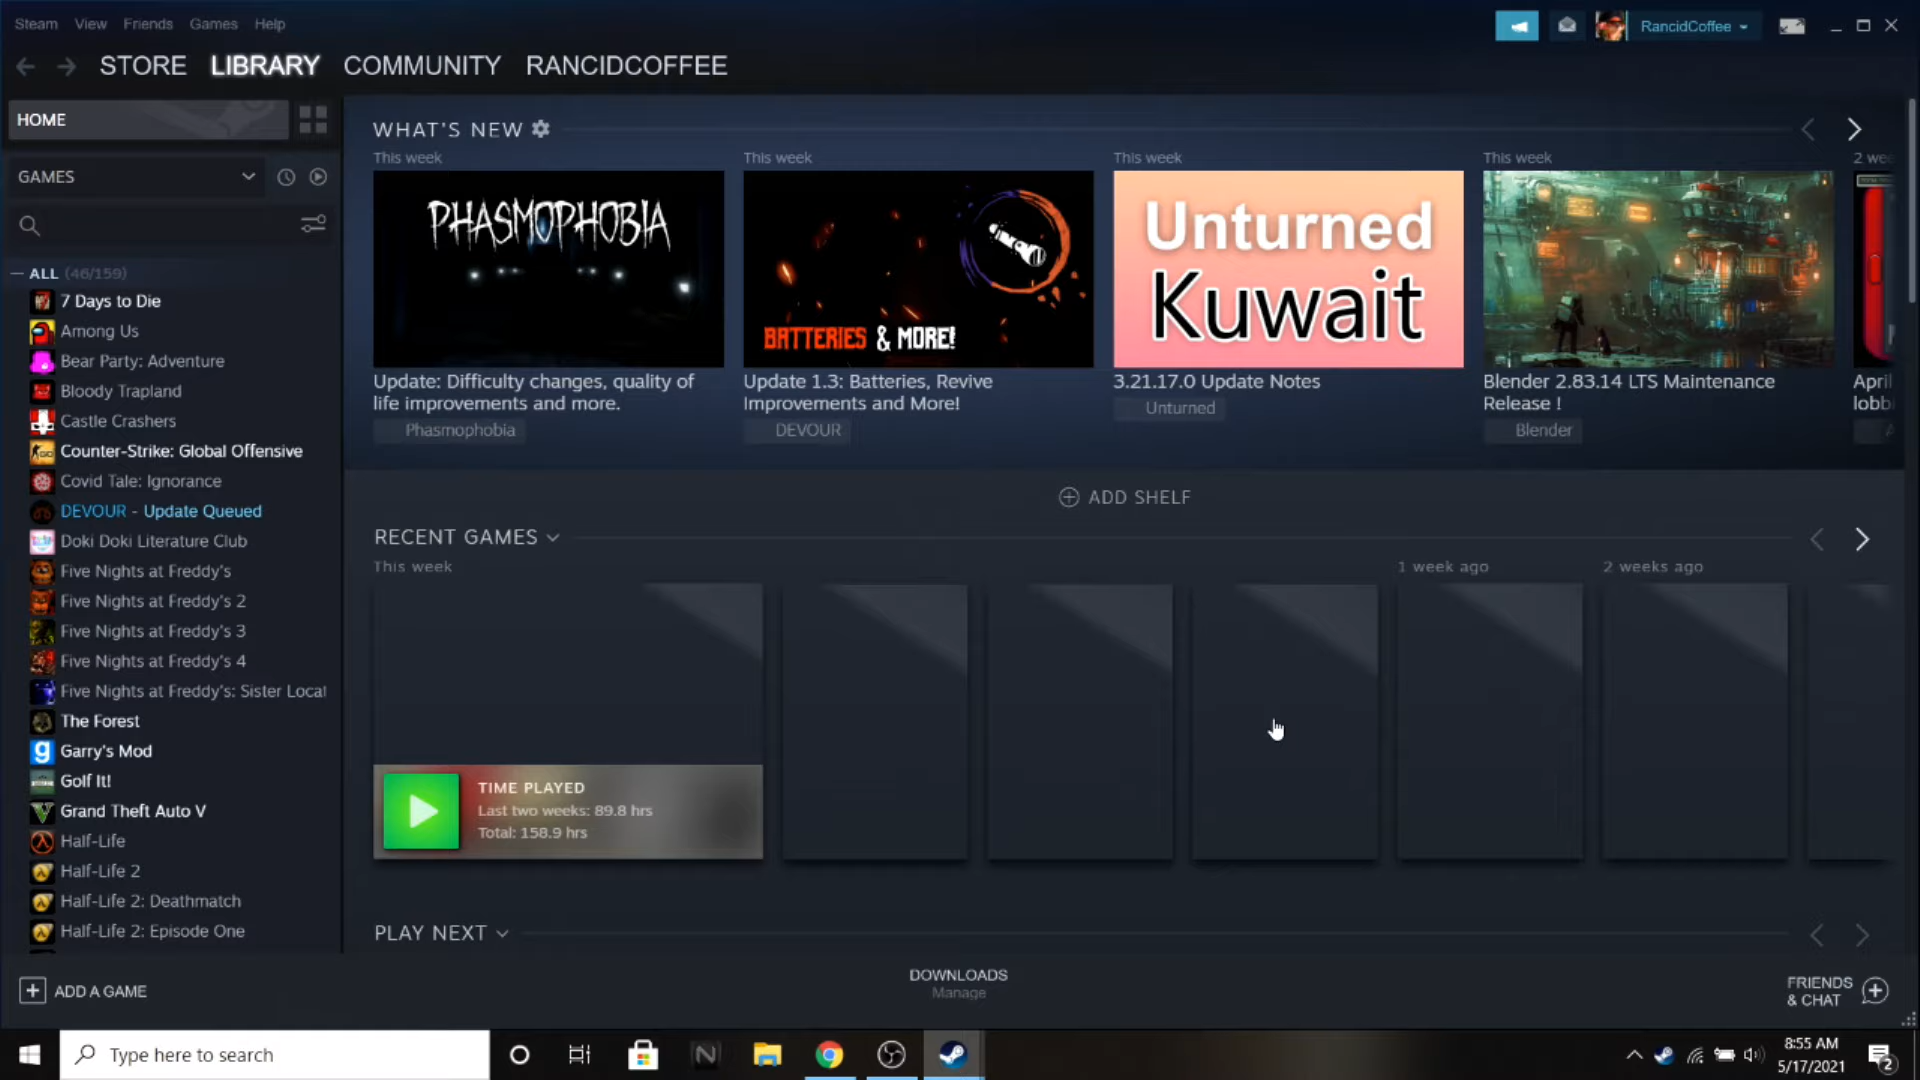 Steam View Friends Games Help
RancidCoffee
STORE LIBRARY COMMUNITY RANCIDCOFFEE
HOME
GAMES
ALL (46/159)
7 Days to Die
Among Us
Bear Party: Adventure
Bloody Trapland
Castle Crashers
Counter-Strike: Global Offensive
Covid Tale: Ignorance
DEVOUR - Update Queued
Doki Doki Literature Club
Five Nights at Freddy's
Five Nights at Freddy's 2
Five Nights at Freddy's 3
Five Nights at Freddy's 4
Five Nights at Freddy's: Sister Locat
The Forest
Garry's Mod
Golf It!
Grand Theft Auto V
Half-Life
Half-Life 2
Half-Life 2: Deathmatch
Half-Life 2: Episode One
ADD A GAME
WHAT'S NEW
This week
PHASMOPHOBIA
Update: Difficulty changes, quality of
life improvements and more.
Phasmophobia
This week
BATTERIES & MORE!
Update 1.3: Batteries, Revive
Improvements and More!
DEVOUR
This week
Unturned
Kuwait
3.21.17.0 Update Notes
Unturned
This week
Blender 2.83.14 LTS Maintenance
Release !
Blender
2 wee
April
lobb
ADD SHELF
RECENT GAMES
This week
1 week ago
2 weeks ago
TIME PLAYED
Last two weeks: 89.8 hrs
Total: 158.9 hrs
PLAY NEXT
DOWNLOADS
Manage
FRIENDS
& CHAT
Type here to search
8:55 AM
5/17/2021
2